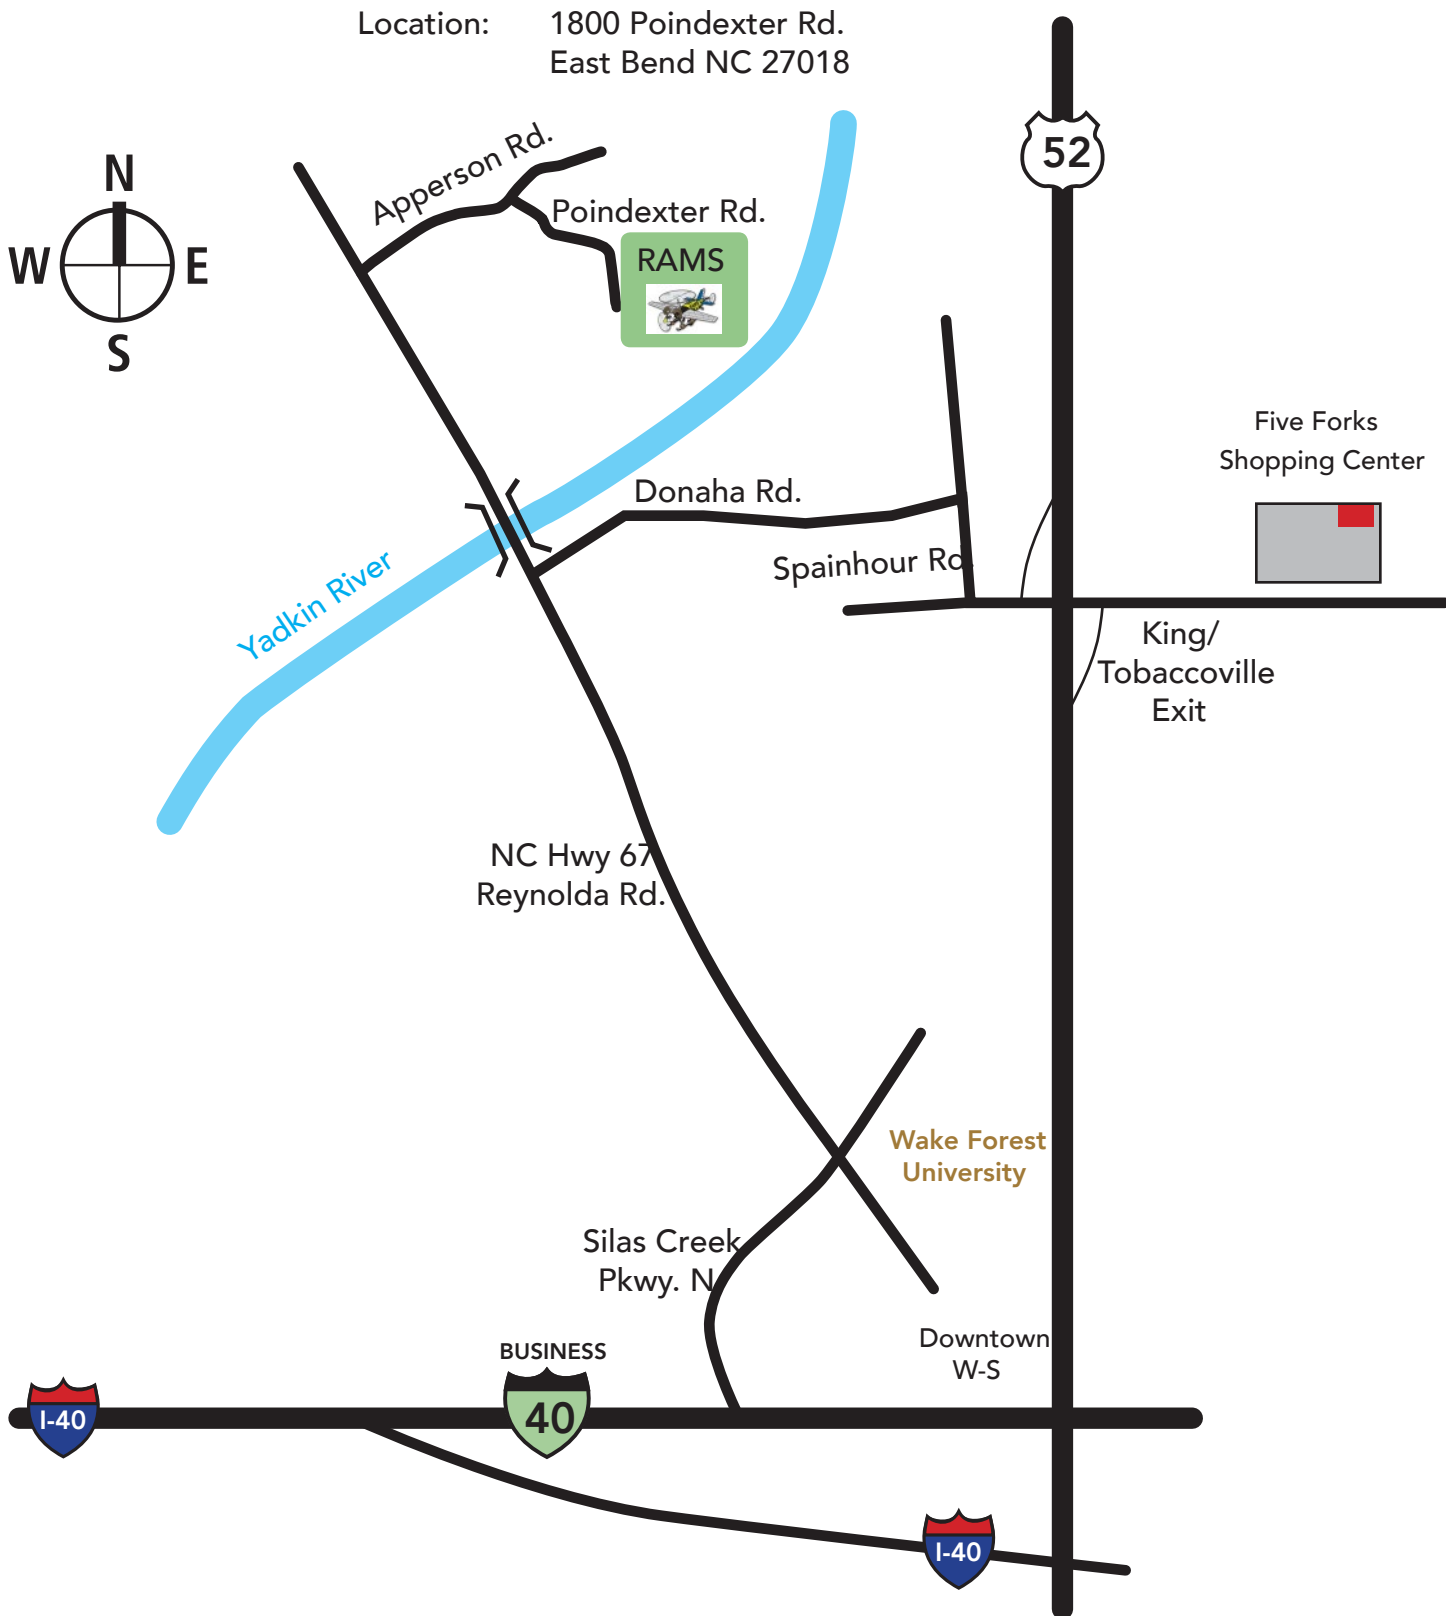 Location: 1800 Poindexter Rd.
East Bend NC 27018
52
N
W E
S
Apperson Rd.
Poindexter Rd.
RAMS
Five Forks
Shopping Center
Donaha Rd.
Spainhour Rd.
Yadkin River
King/
Tobaccoville
Exit
NC Hwy 67
Reynolda Rd.
Wake Forest
University
Silas Creek
Pkwy. N
Downtown
W-S
BUSINESS
40
I-40
I-40